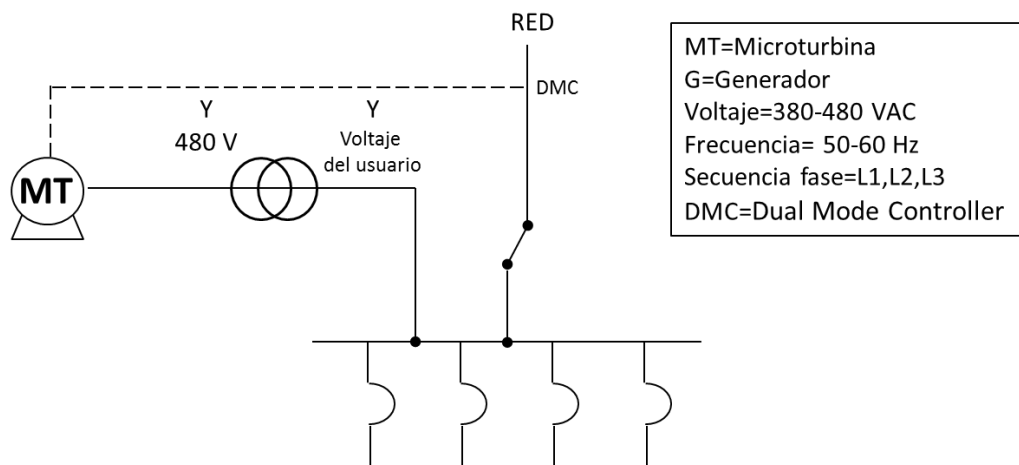 RED
DMC
Y
Y
480 V
Voltaje
del usuario
MT
MT=Microturbina
G=Generador
Voltaje=380-480 VAC
Frecuencia= 50-60 Hz
Secuencia fase=L1,L2,L3
DMC=Dual Mode Controller